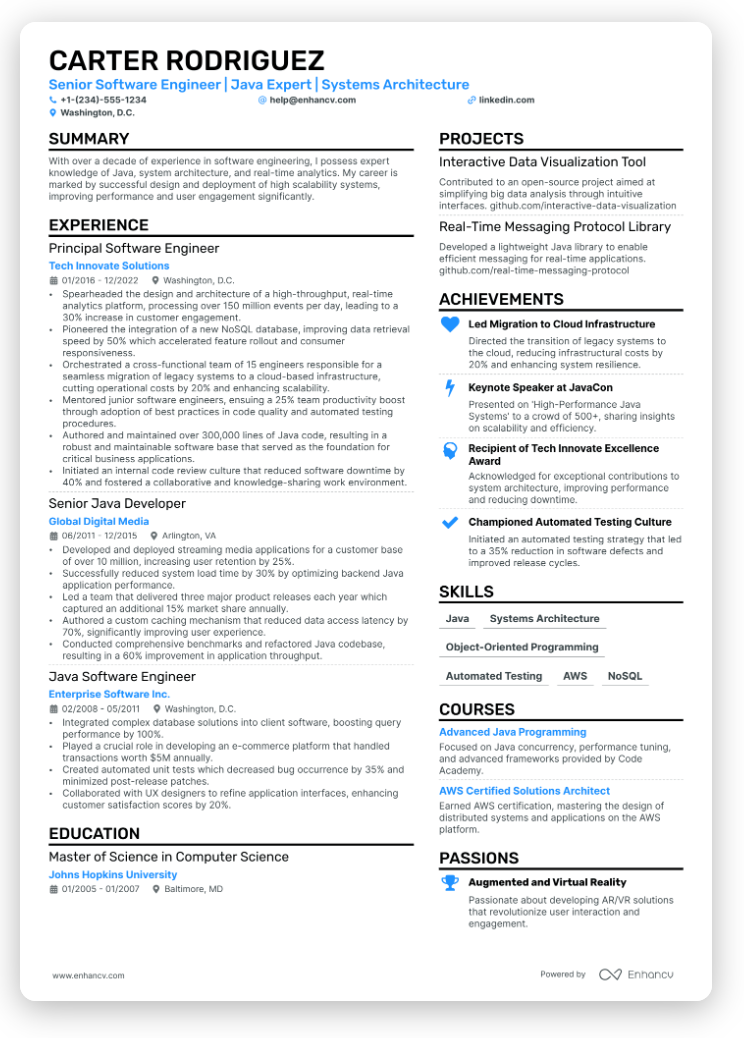 CARTER RODRIGUEZ
Senior Software Engineer | Java Expert | Systems Architecture
+1-(234)-555-1234
help@enhancv.com
linkedin.com
Washington, D.C.
SUMMARY
With over a decade of experience in software engineering, I possess expert
knowledge of Java, system architecture, and real-time analytics. My career is
marked by successful design and deployment of high scalability systems,
improving performance and user engagement significantly.
EXPERIENCE
Principal Software Engineer
Tech Innovate Solutions
01/2016 - 12/2022 Washington, D.C.
• Spearheaded the design and architecture of a high-throughput, real-time
analytics platform, processing over 150 million events per day, leading to a
30% increase in customer engagement.
• Pioneered the integration of a new NoSQL database, improving data retrieval
speed by 50% which accelerated feature rollout and consumer
responsiveness.
• Orchestrated a cross-functional team of 15 engineers responsible for a
seamless migration of legacy systems to a cloud-based infrastructure,
cutting operational costs by 20% and enhancing scalability.
• Mentored junior software engineers, ensuing a 25% team productivity boost
through adoption of best practices in code quality and automated testing
procedures.
• Authored and maintained over 300,000 lines of Java code, resulting in a
robust and maintainable software base that served as the foundation for
critical business applications.
• Initiated an internal code review culture that reduced software downtime by
40% and fostered a collaborative and knowledge-sharing work environment.
Senior Java Developer
Global Digital Media
06/2011 - 12/2015 Arlington, VA
• Developed and deployed streaming media applications for a customer base
of over 10 million, increasing user retention by 25%.
• Successfully reduced system load time by 30% by optimizing backend Java
application performance.
• Led a team that delivered three major product releases each year which
captured an additional 15% market share annually.
• Authored a custom caching mechanism that reduced data access latency by
70%, significantly improving user experience.
• Conducted comprehensive benchmarks and refactored Java codebase,
resulting in a 60% improvement in application throughput.
Java Software Engineer
Enterprise Software Inc.
02/2008 - 05/2011 Washington, D.C.
• Integrated complex database solutions into client software, boosting query
performance by 100%.
• Played a crucial role in developing an e-commerce platform that handled
transactions worth $5M annually.
• Created automated unit tests which decreased bug occurrence by 35% and
minimized post-release patches.
• Collaborated with UX designers to refine application interfaces, enhancing
customer satisfaction scores by 20%.
EDUCATION
Master of Science in Computer Science
Johns Hopkins University
01/2005 - 01/2007 Baltimore, MD
PROJECTS
Interactive Data Visualization Tool
Contributed to an open-source project aimed at
simplifying big data analysis through intuitive
interfaces. github.com/interactive-data-visualization
Real-Time Messaging Protocol Library
Developed a lightweight Java library to enable
efficient messaging for real-time applications.
github.com/real-time-messaging-protocol
ACHIEVEMENTS
Led Migration to Cloud Infrastructure
Directed the transition of legacy systems to
the cloud, reducing infrastructural costs by
20% and enhancing system resilience.
Keynote Speaker at JavaCon
Presented on 'High-Performance Java
Systems' to a crowd of 500+, sharing insights
on scalability and efficiency.
Recipient of Tech Innovate Excellence
Award
Acknowledged for exceptional contributions to
system architecture, improving performance
and reducing downtime.
Championed Automated Testing Culture
Initiated an automated testing strategy that led
to a 35% reduction in software defects and
improved release cycles.
SKILLS
Java Systems Architecture
Object-Oriented Programming
Automated Testing AWS NoSQL
COURSES
Advanced Java Programming
Focused on Java concurrency, performance tuning,
and advanced frameworks provided by Code
Academy.
AWS Certified Solutions Architect
Earned AWS certification, mastering the design of
distributed systems and applications on the AWS
platform.
PASSIONS
Augmented and Virtual Reality
Passionate about developing AR/VR solutions
that revolutionize user interaction and
engagement.
www.enhancv.com
Powered by Enhancv